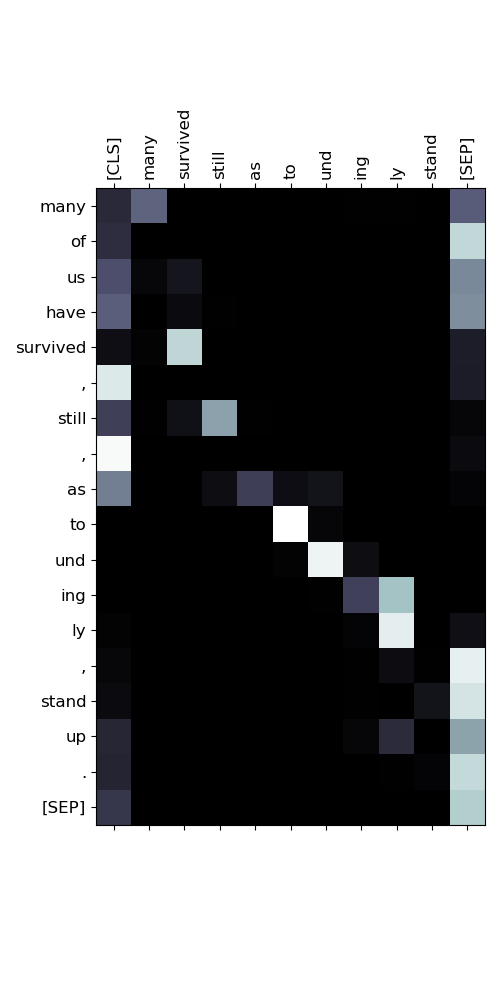 [CLS] many survived still as to und ing ly stand [SEP]
many
of
us
have
survived
,
still
,
as
to
und
ing
ly
,
stand
up
.
[SEP]